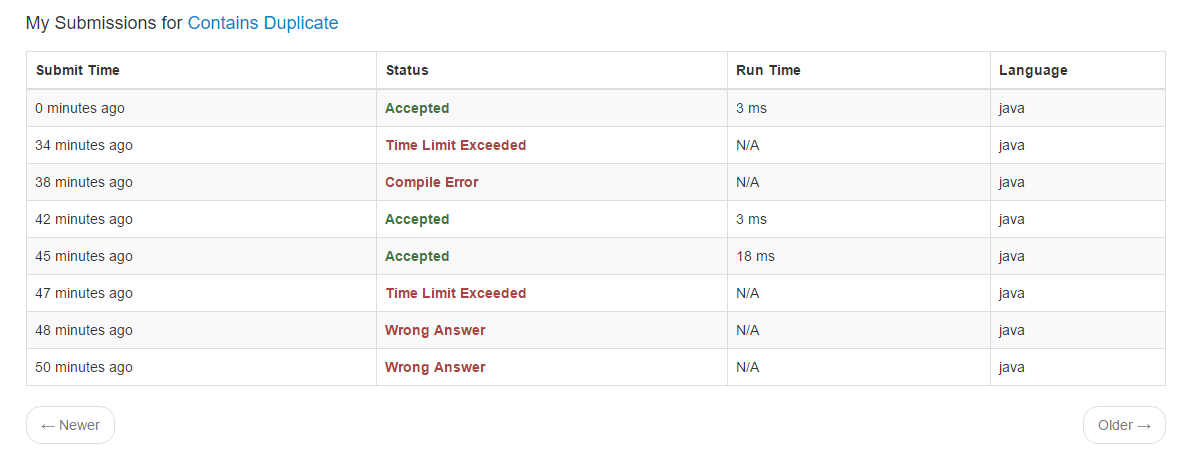 My Submissions for Contains Duplicate
Submit Time Status Run Time Language
0 minutes ago Accepted 3 ms java
34 minutes ago Time Limit Exceeded N/A java
38 minutes ago Compile Error N/A java
42 minutes ago Accepted 3 ms java
45 minutes ago Accepted 18 ms java
47 minutes ago Time Limit Exceeded N/A java
48 minutes ago Wrong Answer N/A java
50 minutes ago Wrong Answer N/A java
← Newer Older →